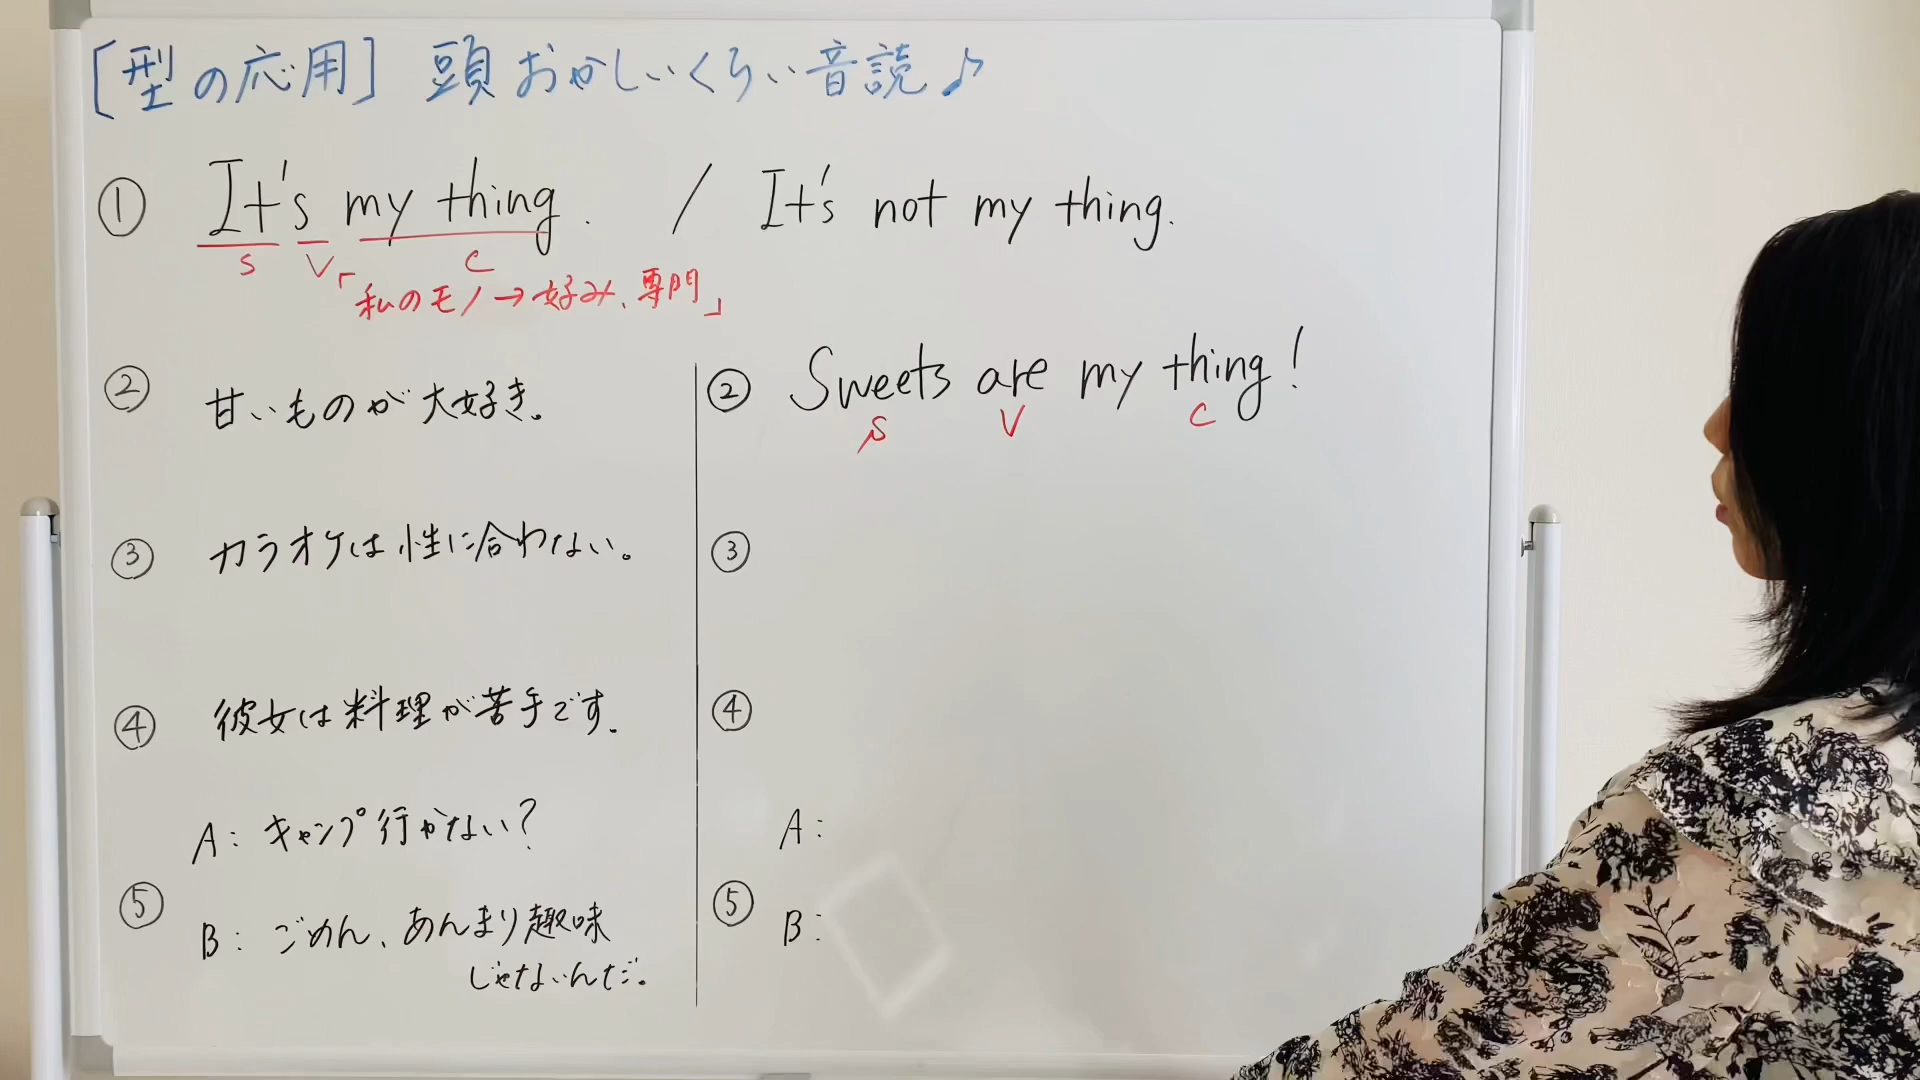 [型の応用] 頭おかしいくらい音読♪
① It's my thing. / It's not my thing.
S V C
「私のモノ→好み、専門」
② 甘いものが大好き。
② Sweets are my thing!
S V C
③ カラオケは性に合わない。
③
④ 彼女は料理が苦手です。
④
⑤
A: キャンプ行かない?
B: ごめん、あんまり趣味
じゃないんだ。
⑤
A:
B: